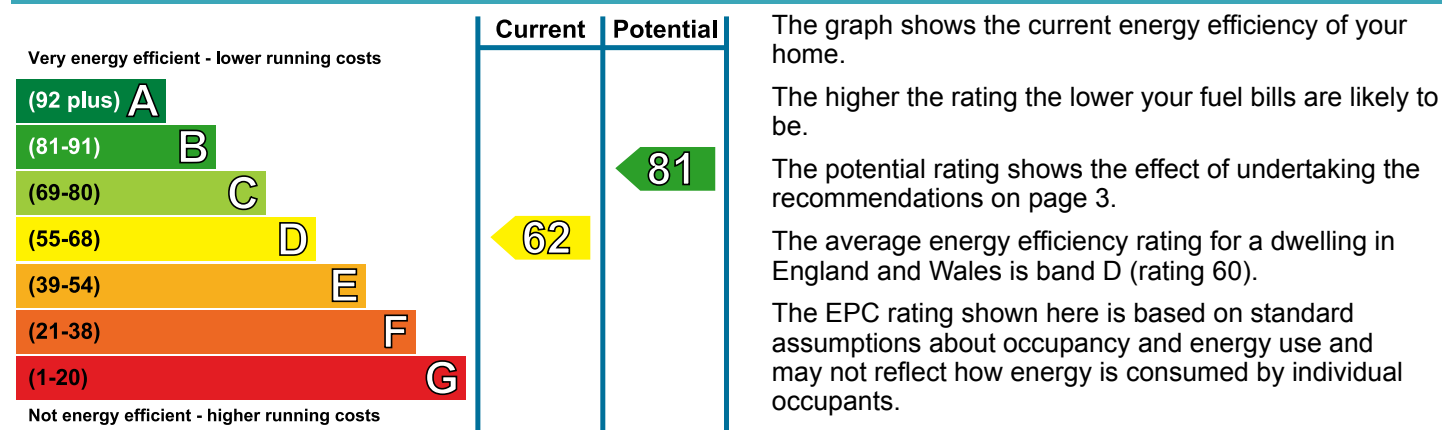 Current Potential
Very energy efficient - lower running costs
(92 plus) A
(81-91) B
(69-80) C
(55-68) D
(39-54) E
(21-38) F
(1-20) G
Not energy efficient - higher running costs
81
62
The graph shows the current energy efficiency of your
home.
The higher the rating the lower your fuel bills are likely to
be.
The potential rating shows the effect of undertaking the
recommendations on page 3.
The average energy efficiency rating for a dwelling in
England and Wales is band D (rating 60).
The EPC rating shown here is based on standard
assumptions about occupancy and energy use and
may not reflect how energy is consumed by individual
occupants.